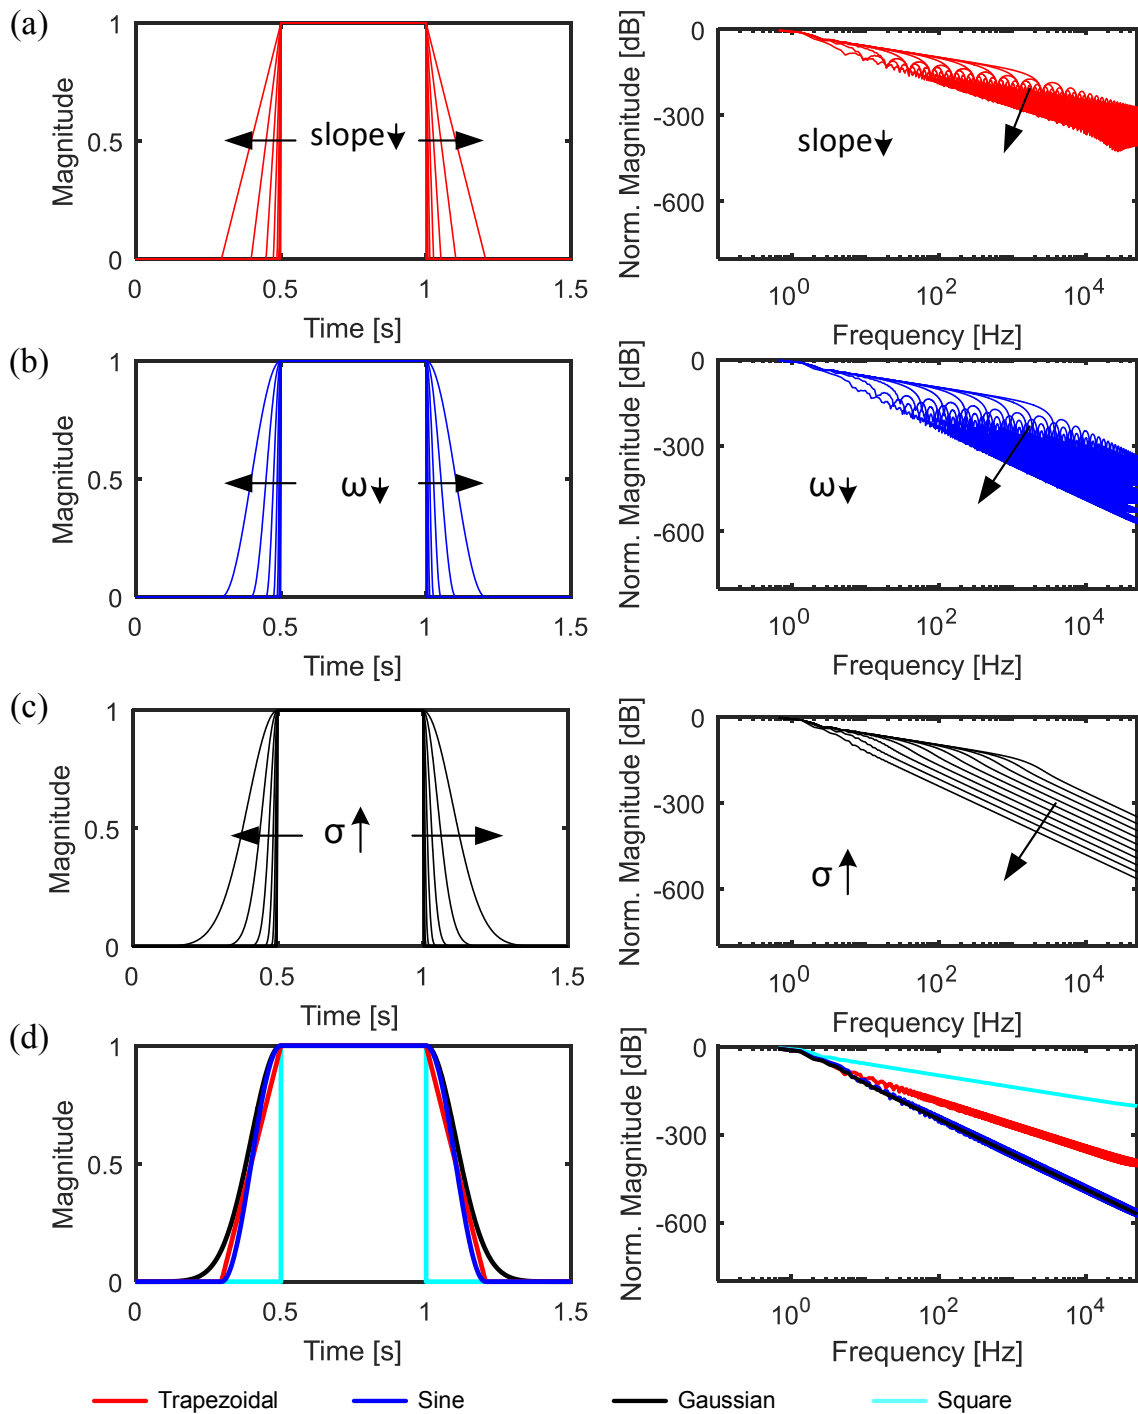 (a)
1
0.5
0
Magnitude
slope
0 0.5 1 1.5
Time [s]
0
-300
-600
Norm. Magnitude [dB]
slope
10^0 10^2 10^4
Frequency [Hz]
(b)
1
0.5
0
Magnitude
ω
0 0.5 1 1.5
Time [s]
0
-300
-600
Norm. Magnitude [dB]
ω
10^0 10^2 10^4
Frequency [Hz]
(c)
1
0.5
0
Magnitude
σ
0 0.5 1 1.5
Time [s]
0
-300
-600
Norm. Magnitude [dB]
σ
10^0 10^2 10^4
Frequency [Hz]
(d)
1
0.5
0
Magnitude
0 0.5 1 1.5
Time [s]
0
-300
-600
Norm. Magnitude [dB]
10^0 10^2 10^4
Frequency [Hz]
Trapezoidal Sine Gaussian Square